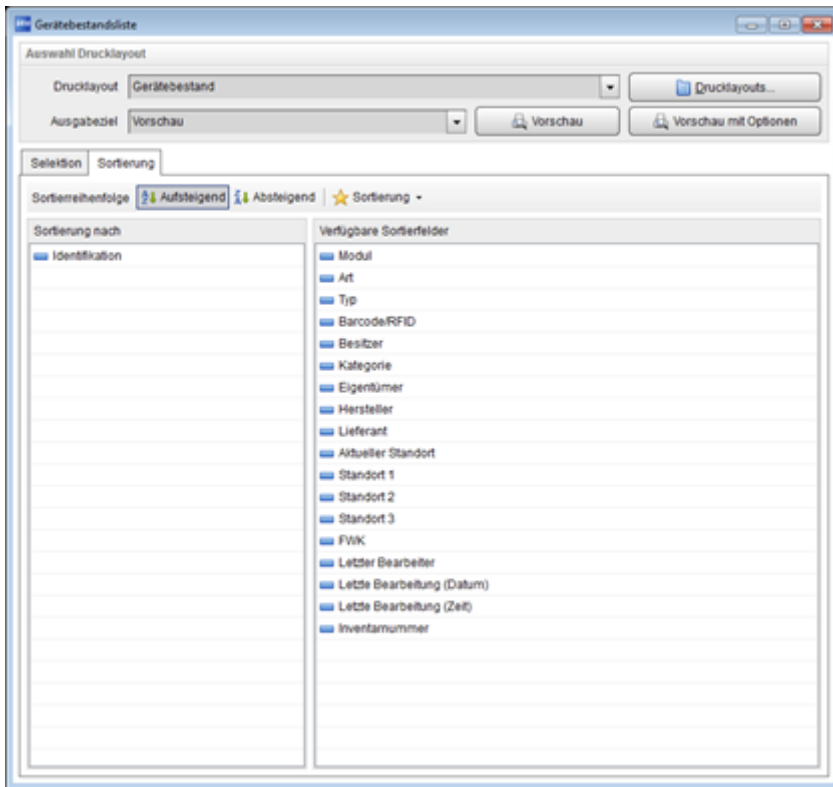 Gerätebestandsliste
Auswahl Drucklayout
Drucklayout Gerätebestand Drucklayouts...
Ausgabeziel Vorschau Vorschau Vorschau mit Optionen
Selektion Sortierung
Sortierreihenfolge Aufsteigend Absteigend Sortierung
Sortierung nach Verfügbare Sortierfelder
Identifikation Modul
Art
Typ
Barcode/RFID
Besitzer
Kategorie
Eigentümer
Hersteller
Lieferant
Aktueller Standort
Standort 1
Standort 2
Standort 3
FWK
Letzter Bearbeiter
Letzte Bearbeitung (Datum)
Letzte Bearbeitung (Zeit)
Inventarnummer